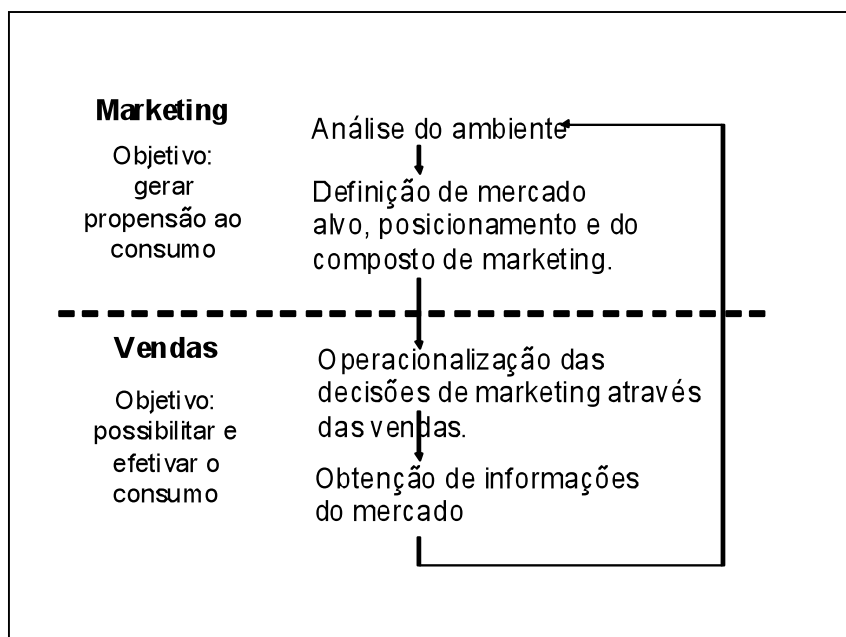 Marketing
Objetivo:
gerar
propensão ao
consumo
Análise do ambiente
Definição de mercado
alvo, posicionamento e do
composto de marketing.
Vendas
Objetivo:
possibilitar e
efetivar o
consumo
Operacionalização das
decisões de marketing através
das vendas.
Obtenção de informações
do mercado